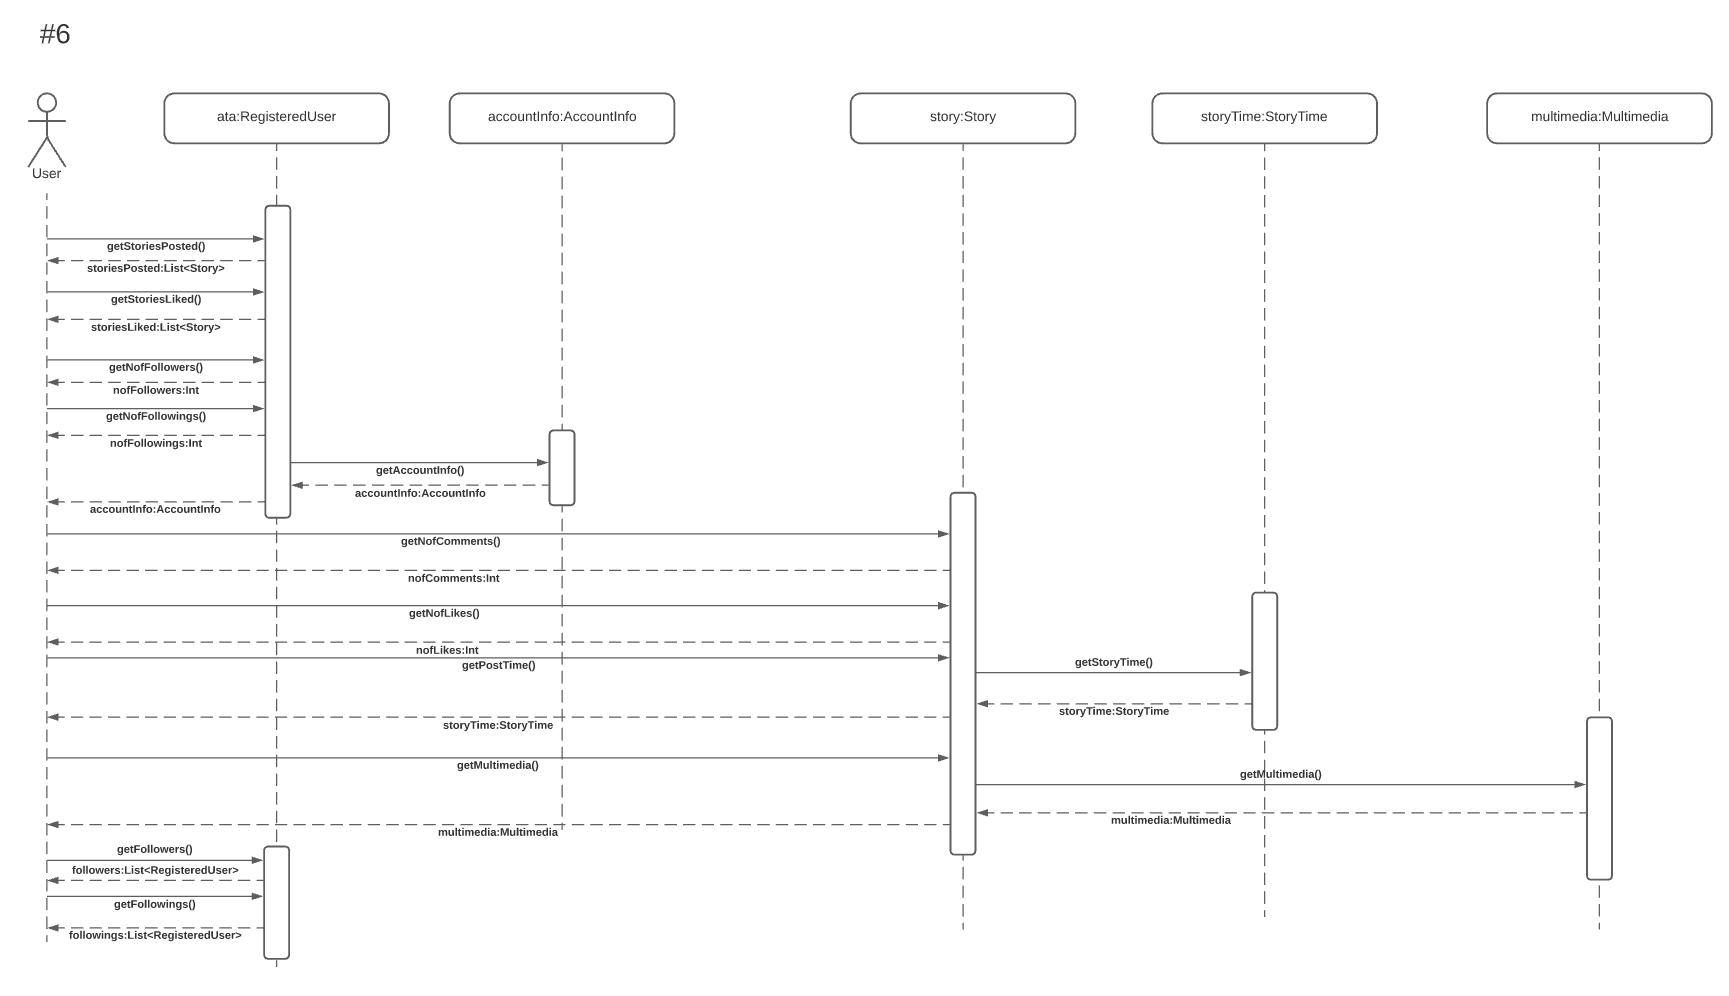 #6
User
ata:RegisteredUser
accountInfo:AccountInfo
story:Story
storyTime:StoryTime
multimedia:Multimedia
getStoriesPosted()
storiesPosted:List<Story>
getStoriesLiked()
storiesLiked:List<Story>
getNofFollowers()
nofFollowers:Int
getNofFollowings()
nofFollowings:Int
getAccountInfo()
accountInfo:AccountInfo
accountInfo:AccountInfo
getNofComments()
nofComments:Int
getNofLikes()
nofLikes:Int
getPostTime()
getStoryTime()
storyTime:StoryTime
storyTime:StoryTime
getMultimedia()
getMultimedia()
multimedia:Multimedia
multimedia:Multimedia
getFollowers()
followers:List<RegisteredUser>
getFollowings()
followings:List<RegisteredUser>